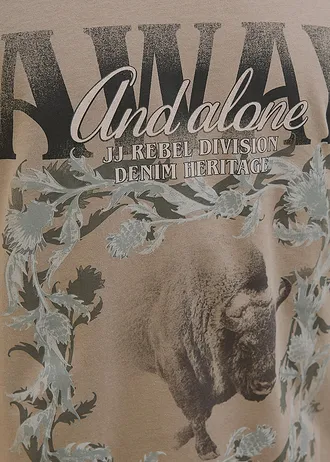 AWAY
And alone
JJ REBEL DIVISION
DENIM HERITAGE